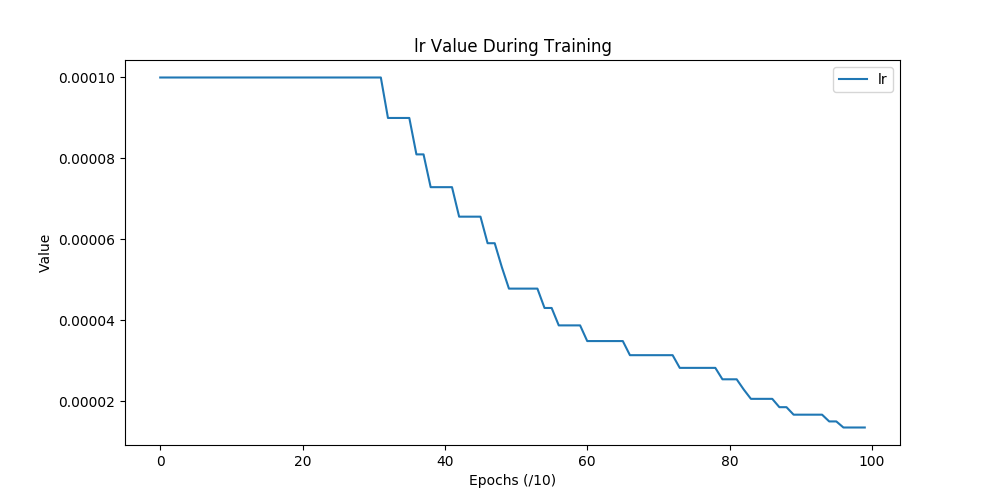 lr Value During Training
lr
0.00010
0.00008
0.00006
0.00004
0.00002
Value
0 20 40 60 80 100
Epochs (/10)